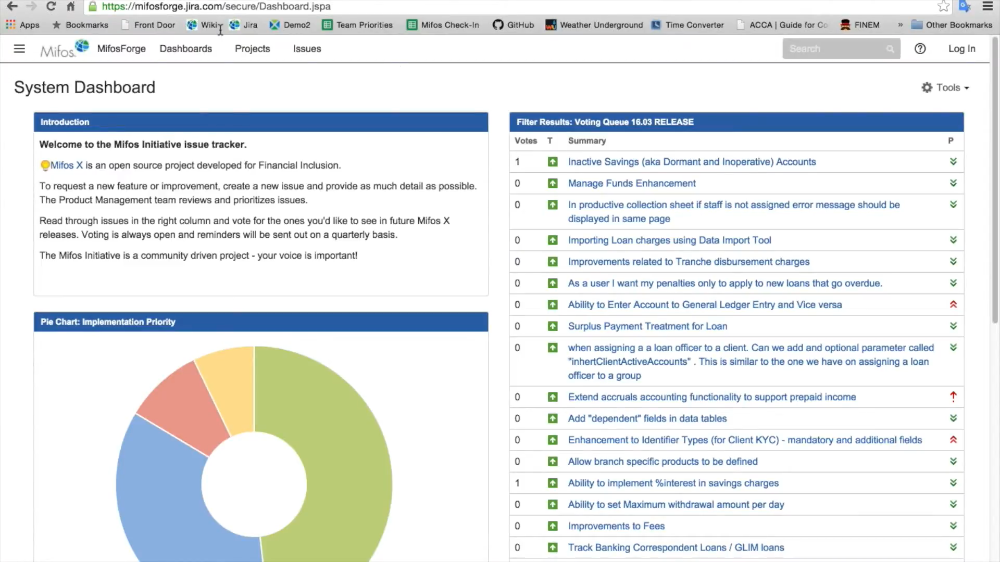 https://mifosforge.jira.com/secure/Dashboard.jspa
Apps Bookmarks Front Door Wiki Jira Demo2 Team Priorities Mifos Check-In GitHub Weather Underground Time Converter ACCA | Guide for Co FINEM » Other Bookmarks
Mifos MifosForge Dashboards Projects Issues Search Log In
System Dashboard
Tools
Introduction
Welcome to the Mifos Initiative issue tracker.
Mifos X is an open source project developed for Financial Inclusion.
To request a new feature or improvement, create a new issue and provide as much detail as possible.
The Product Management team reviews and prioritizes issues.
Read through issues in the right column and vote for the ones you'd like to see in future Mifos X
releases. Voting is always open and reminders will be sent out on a quarterly basis.
The Mifos Initiative is a community driven project - your voice is important!
Pie Chart: Implementation Priority
Filter Results: Voting Queue 16.03 RELEASE
Votes T Summary P
1 Inactive Savings (aka Dormant and Inoperative) Accounts
0 Manage Funds Enhancement
0 In productive collection sheet if staff is not assigned error message should be
displayed in same page
0 Importing Loan charges using Data Import Tool
0 Improvements related to Tranche disbursement charges
0 As a user I want my penalties only to apply to new loans that go overdue.
0 Ability to Enter Account to General Ledger Entry and Vice versa
0 Surplus Payment Treatment for Loan
0 when assigning a a loan officer to a client. Can we add and optional parameter called
"inhertClientActiveAccounts" . This is similar to the one we have on assigning a loan
officer to a group
0 Extend accruals accounting functionality to support prepaid income
0 Add "dependent" fields in data tables
0 Enhancement to Identifier Types (for Client KYC) - mandatory and additional fields
0 Allow branch specific products to be defined
1 Ability to implement %interest in savings charges
0 Ability to set Maximum withdrawal amount per day
0 Improvements to Fees
0 Track Banking Correspondent Loans / GLIM loans